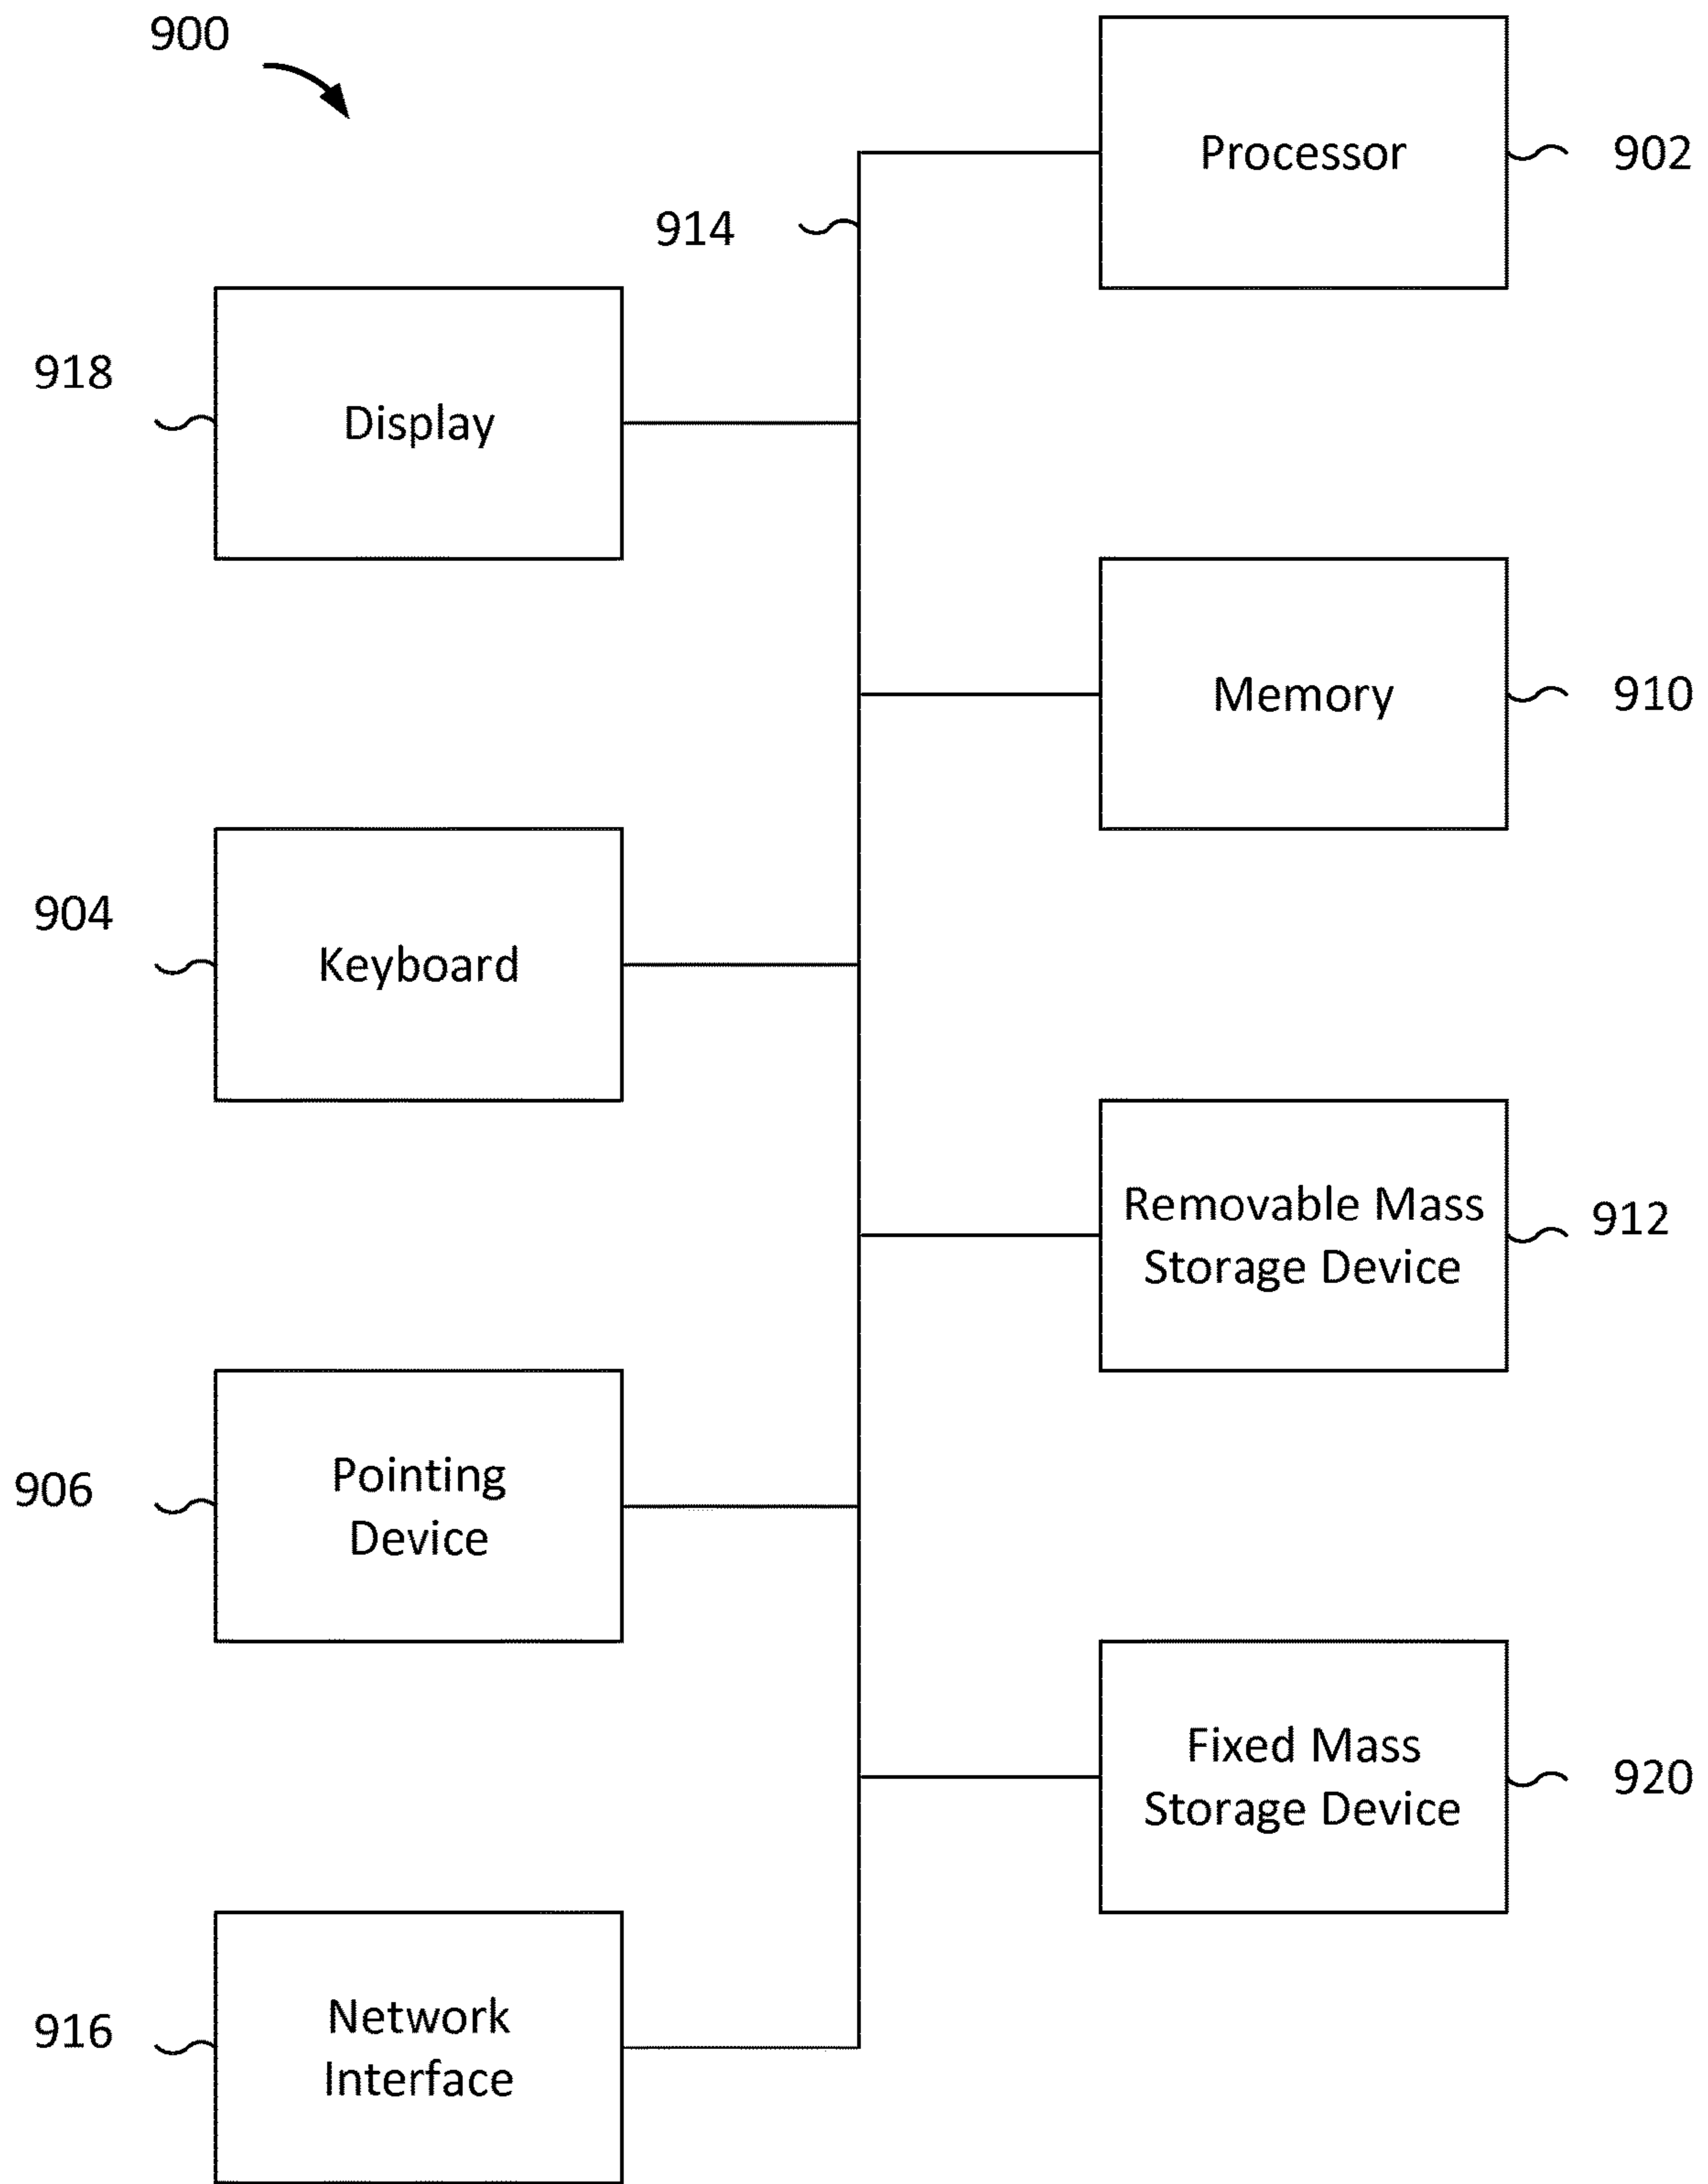 900
Processor
902
914
918
Display
Memory
910
904
Keyboard
Removable Mass
Storage Device
912
906
Pointing
Device
Fixed Mass
Storage Device
920
916
Network
Interface